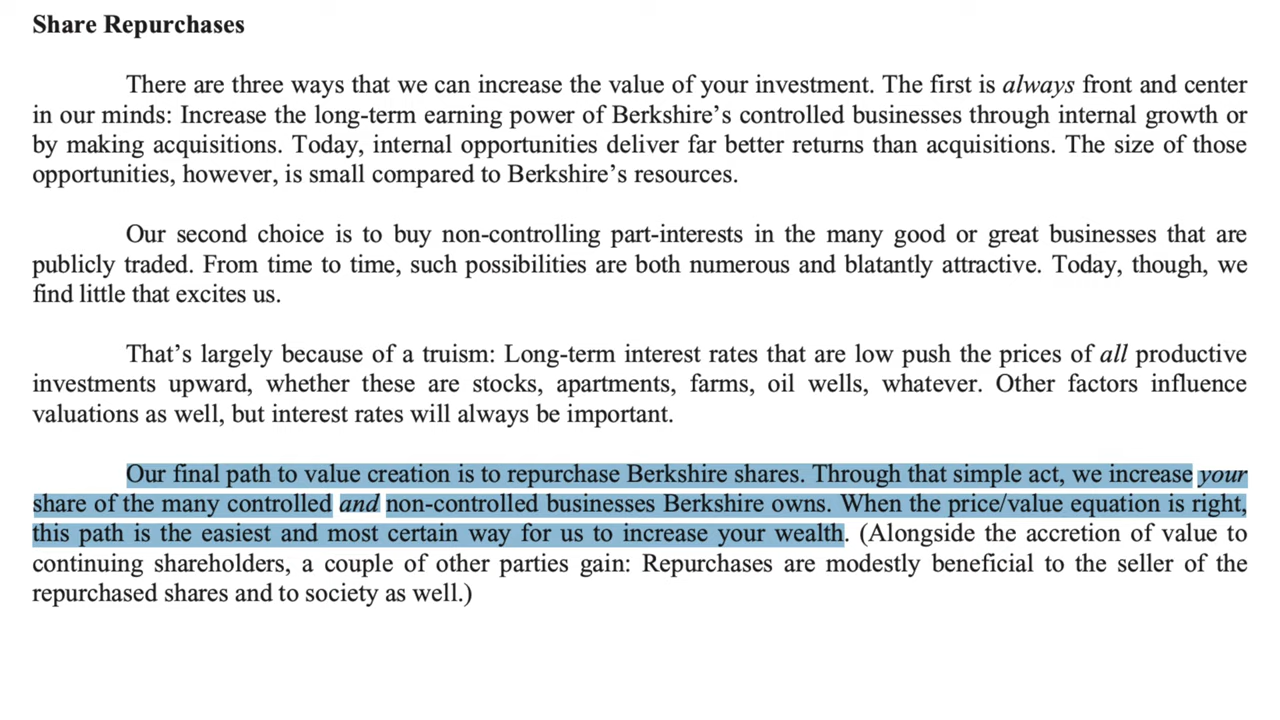 Share Repurchases
There are three ways that we can increase the value of your investment. The first is always front and center
in our minds: Increase the long-term earning power of Berkshire’s controlled businesses through internal growth or
by making acquisitions. Today, internal opportunities deliver far better returns than acquisitions. The size of those
opportunities, however, is small compared to Berkshire’s resources.
Our second choice is to buy non-controlling part-interests in the many good or great businesses that are
publicly traded. From time to time, such possibilities are both numerous and blatantly attractive. Today, though, we
find little that excites us.
That’s largely because of a truism: Long-term interest rates that are low push the prices of all productive
investments upward, whether these are stocks, apartments, farms, oil wells, whatever. Other factors influence
valuations as well, but interest rates will always be important.
Our final path to value creation is to repurchase Berkshire shares. Through that simple act, we increase your
share of the many controlled and non-controlled businesses Berkshire owns. When the price/value equation is right,
this path is the easiest and most certain way for us to increase your wealth. (Alongside the accretion of value to
continuing shareholders, a couple of other parties gain: Repurchases are modestly beneficial to the seller of the
repurchased shares and to society as well.)